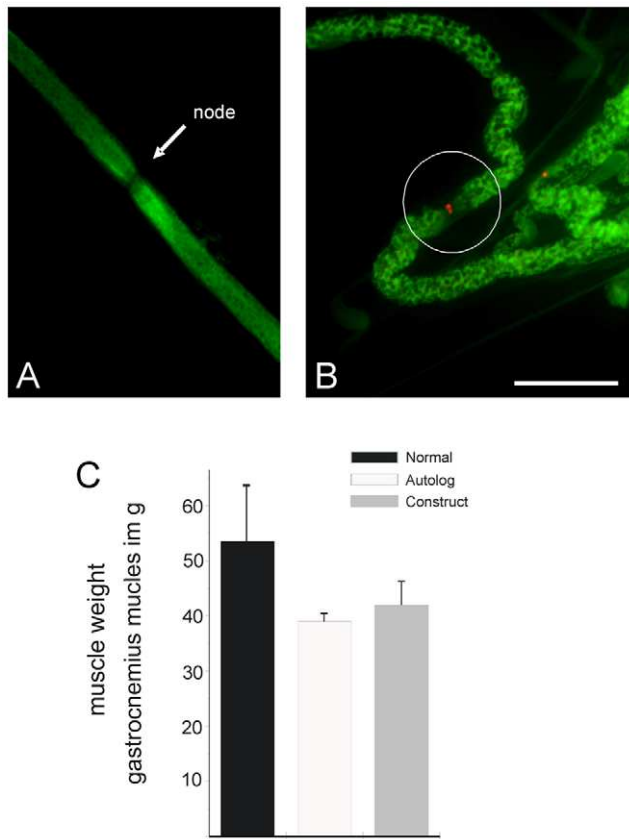 node
A
B
C
Normal
Autolog
Construct
60
50
40
30
20
10
muscle weight
gastrocnemius mucles im g